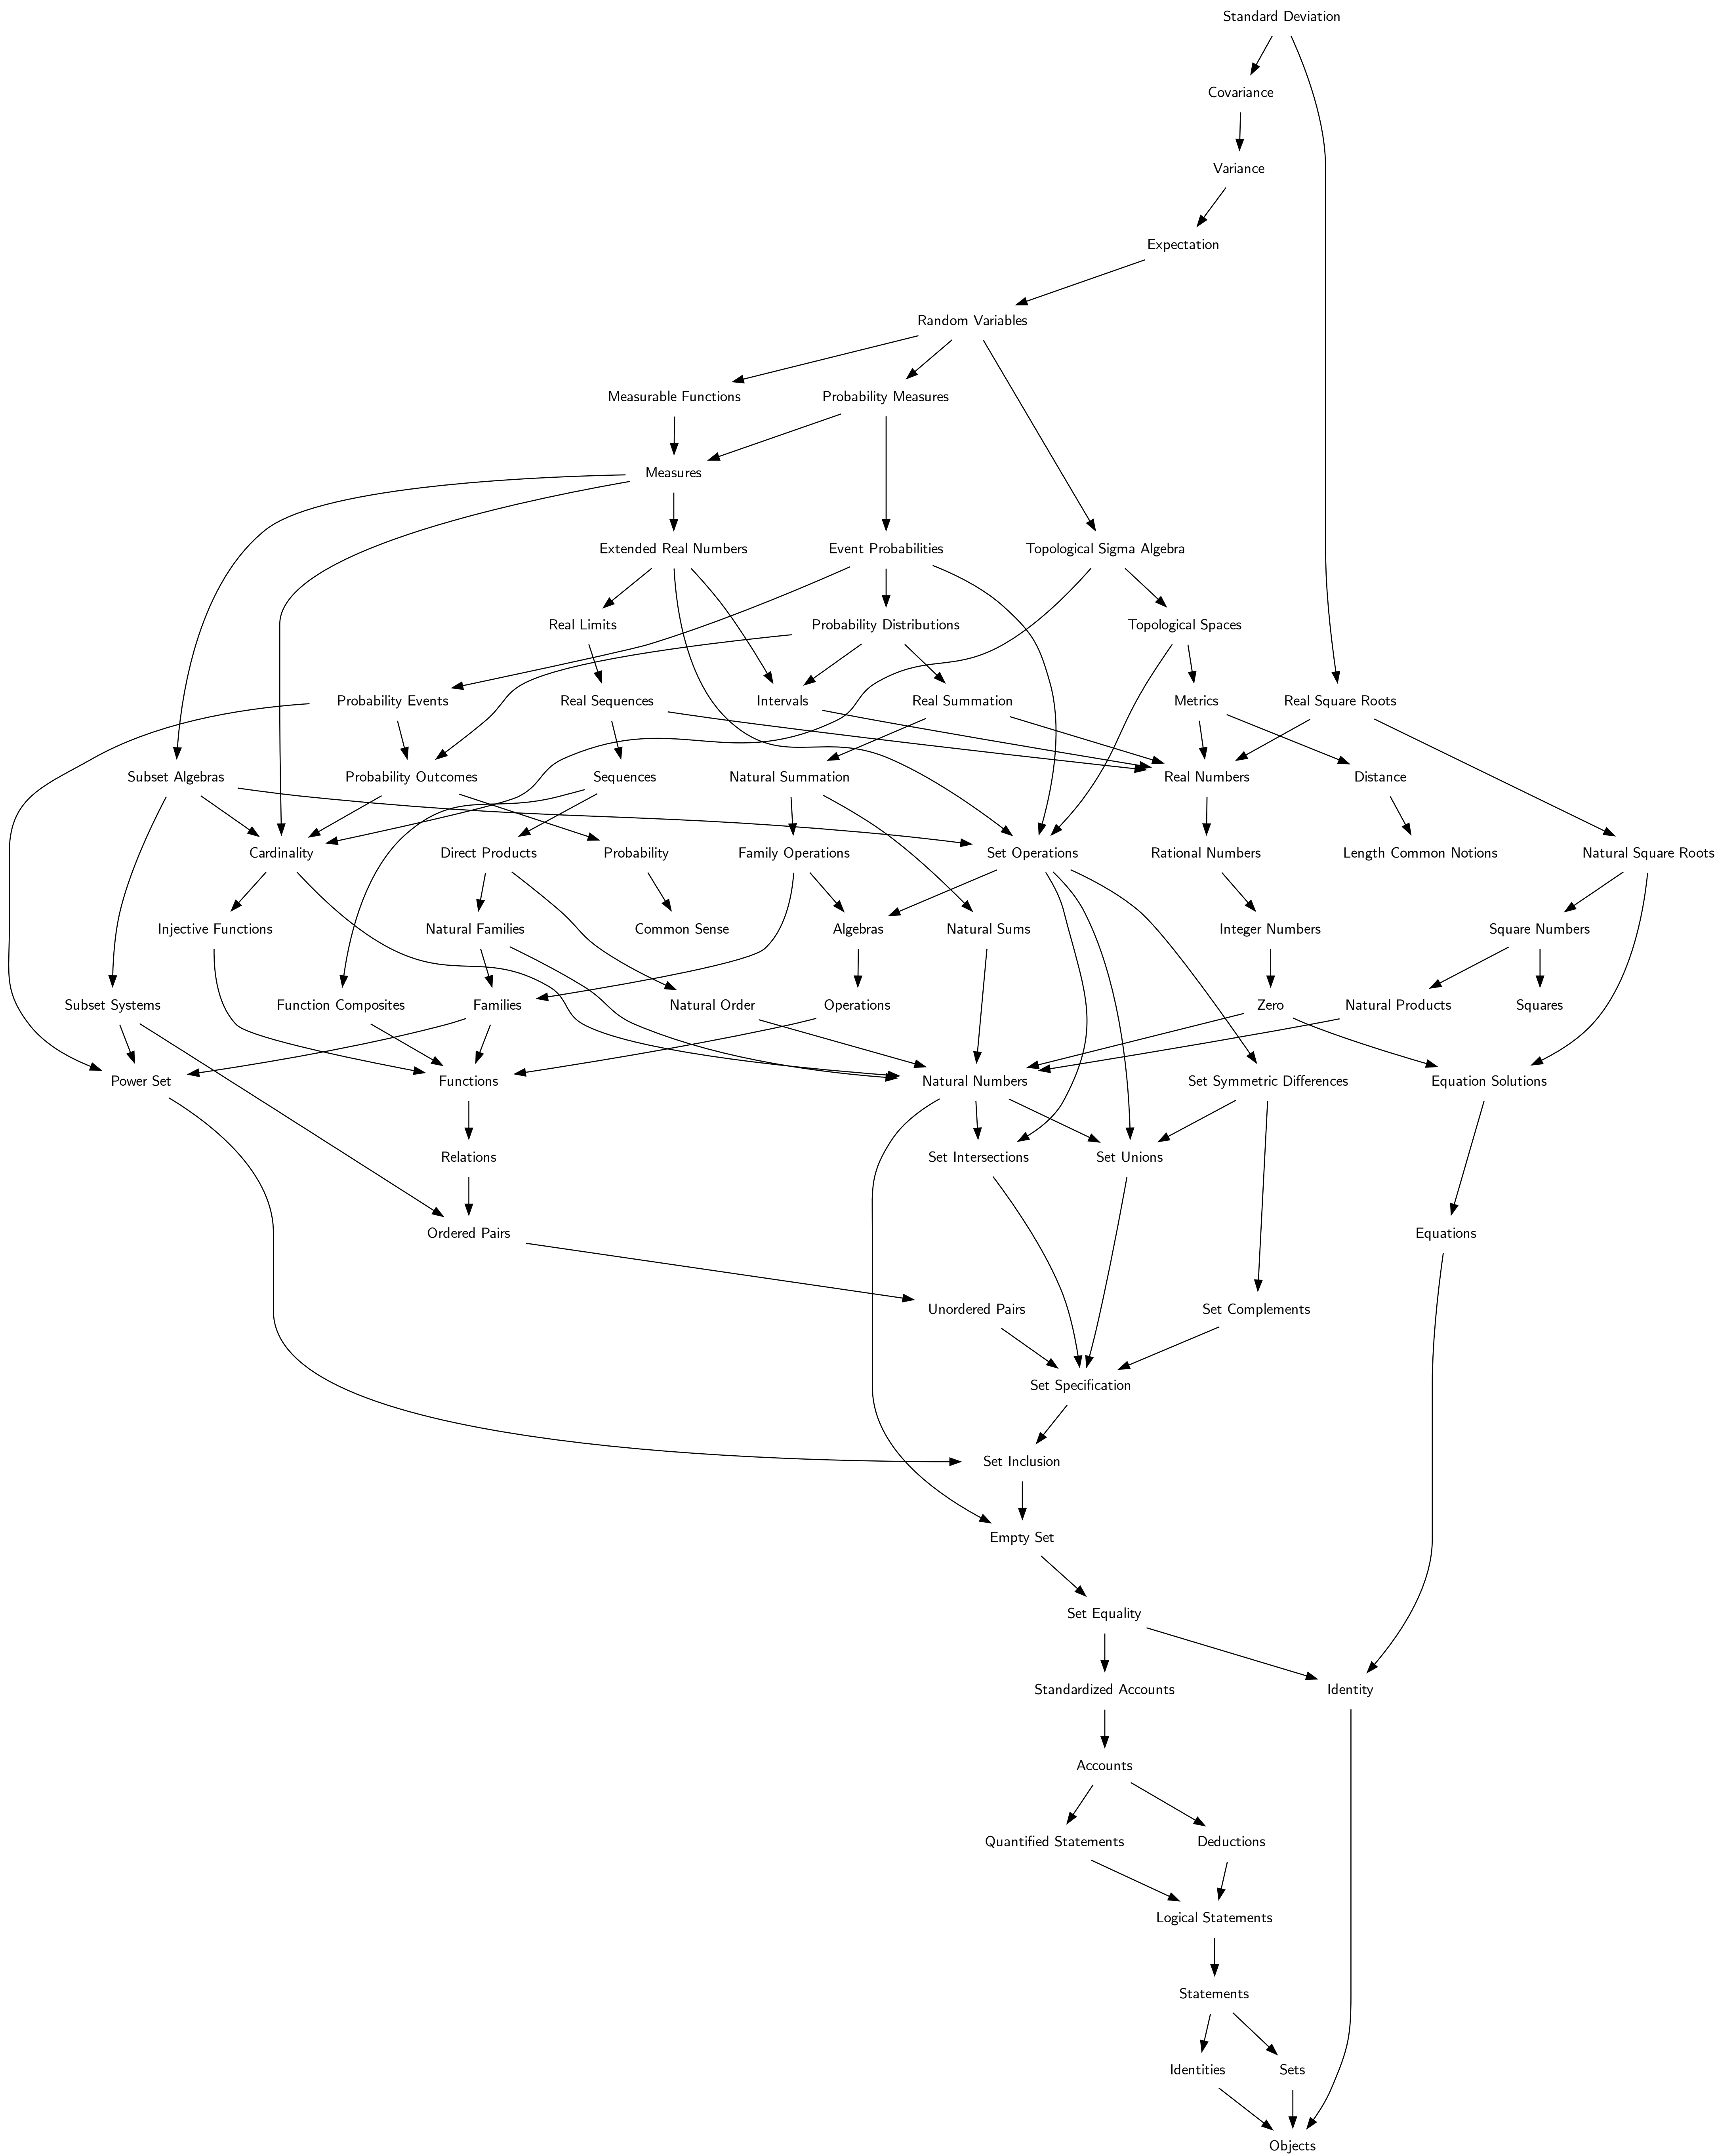 Standard Deviation
Covariance
Variance
Expectation
Random Variables
Measurable Functions
Probability Measures
Measures
Extended Real Numbers
Event Probabilities
Topological Sigma Algebra
Real Limits
Probability Distributions
Topological Spaces
Probability Events
Real Sequences
Intervals
Real Summation
Metrics
Real Square Roots
Subset Algebras
Probability Outcomes
Sequences
Natural Summation
Real Numbers
Distance
Cardinality
Direct Products
Probability
Family Operations
Set Operations
Rational Numbers
Length Common Notions
Natural Square Roots
Injective Functions
Natural Families
Common Sense
Algebras
Natural Sums
Integer Numbers
Square Numbers
Subset Systems
Function Composites
Families
Natural Order
Operations
Zero
Natural Products
Squares
Power Set
Functions
Natural Numbers
Set Symmetric Differences
Equation Solutions
Relations
Set Intersections
Set Unions
Ordered Pairs
Equations
Unordered Pairs
Set Complements
Set Specification
Set Inclusion
Empty Set
Set Equality
Standardized Accounts
Identity
Accounts
Quantified Statements
Deductions
Logical Statements
Statements
Identities
Sets
Objects